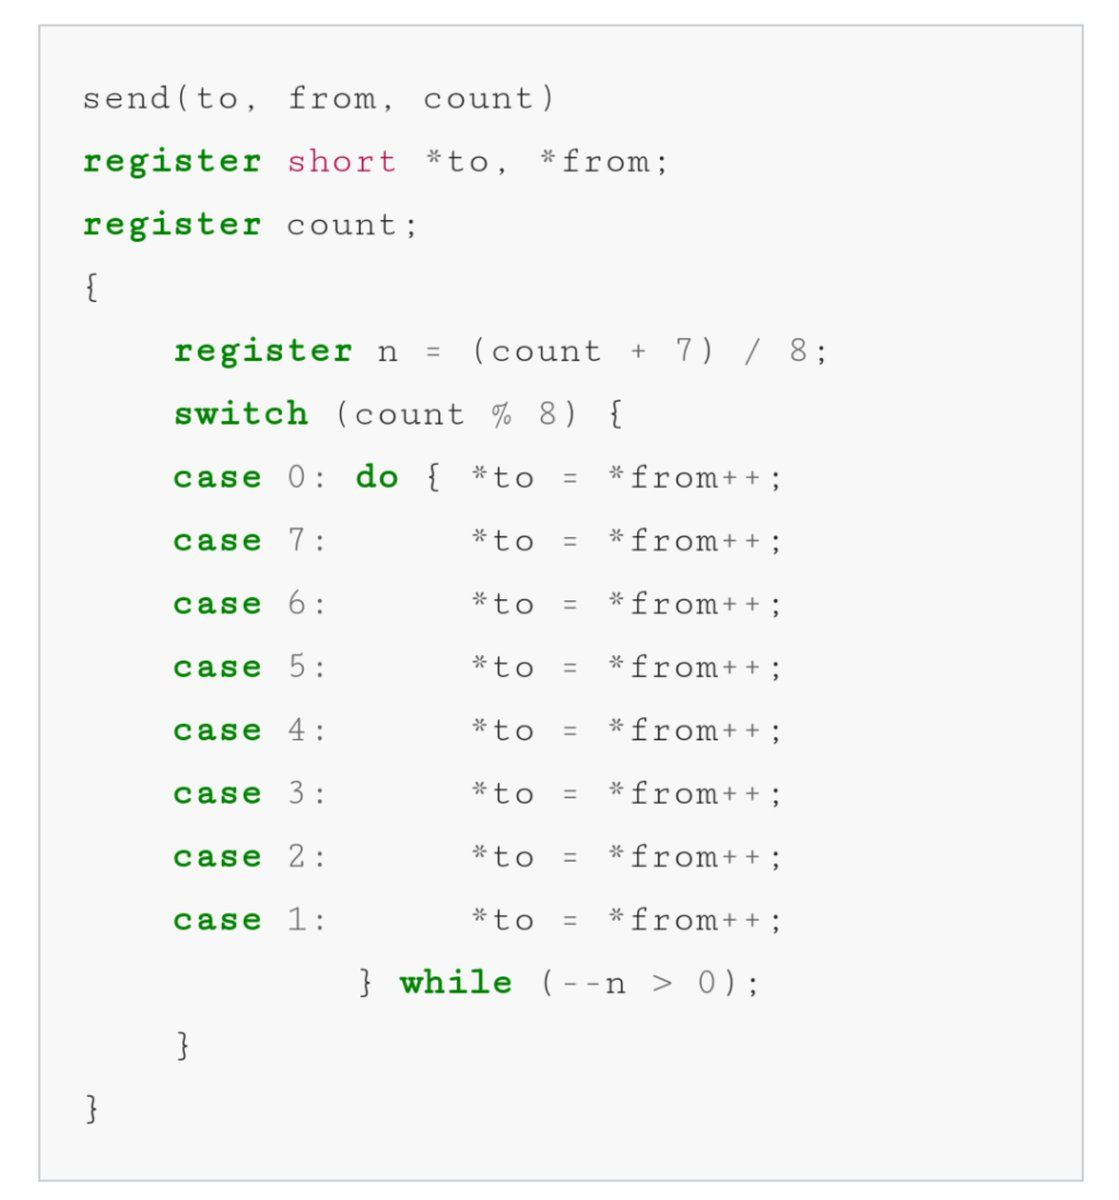 send(to, from, count)
register short *to, *from;
register count;
{
    register n = (count + 7) / 8;
    switch (count % 8) {
    case 0: do { *to = *from++;
    case 7:      *to = *from++;
    case 6:      *to = *from++;
    case 5:      *to = *from++;
    case 4:      *to = *from++;
    case 3:      *to = *from++;
    case 2:      *to = *from++;
    case 1:      *to = *from++;
            } while (--n > 0);
    }
}